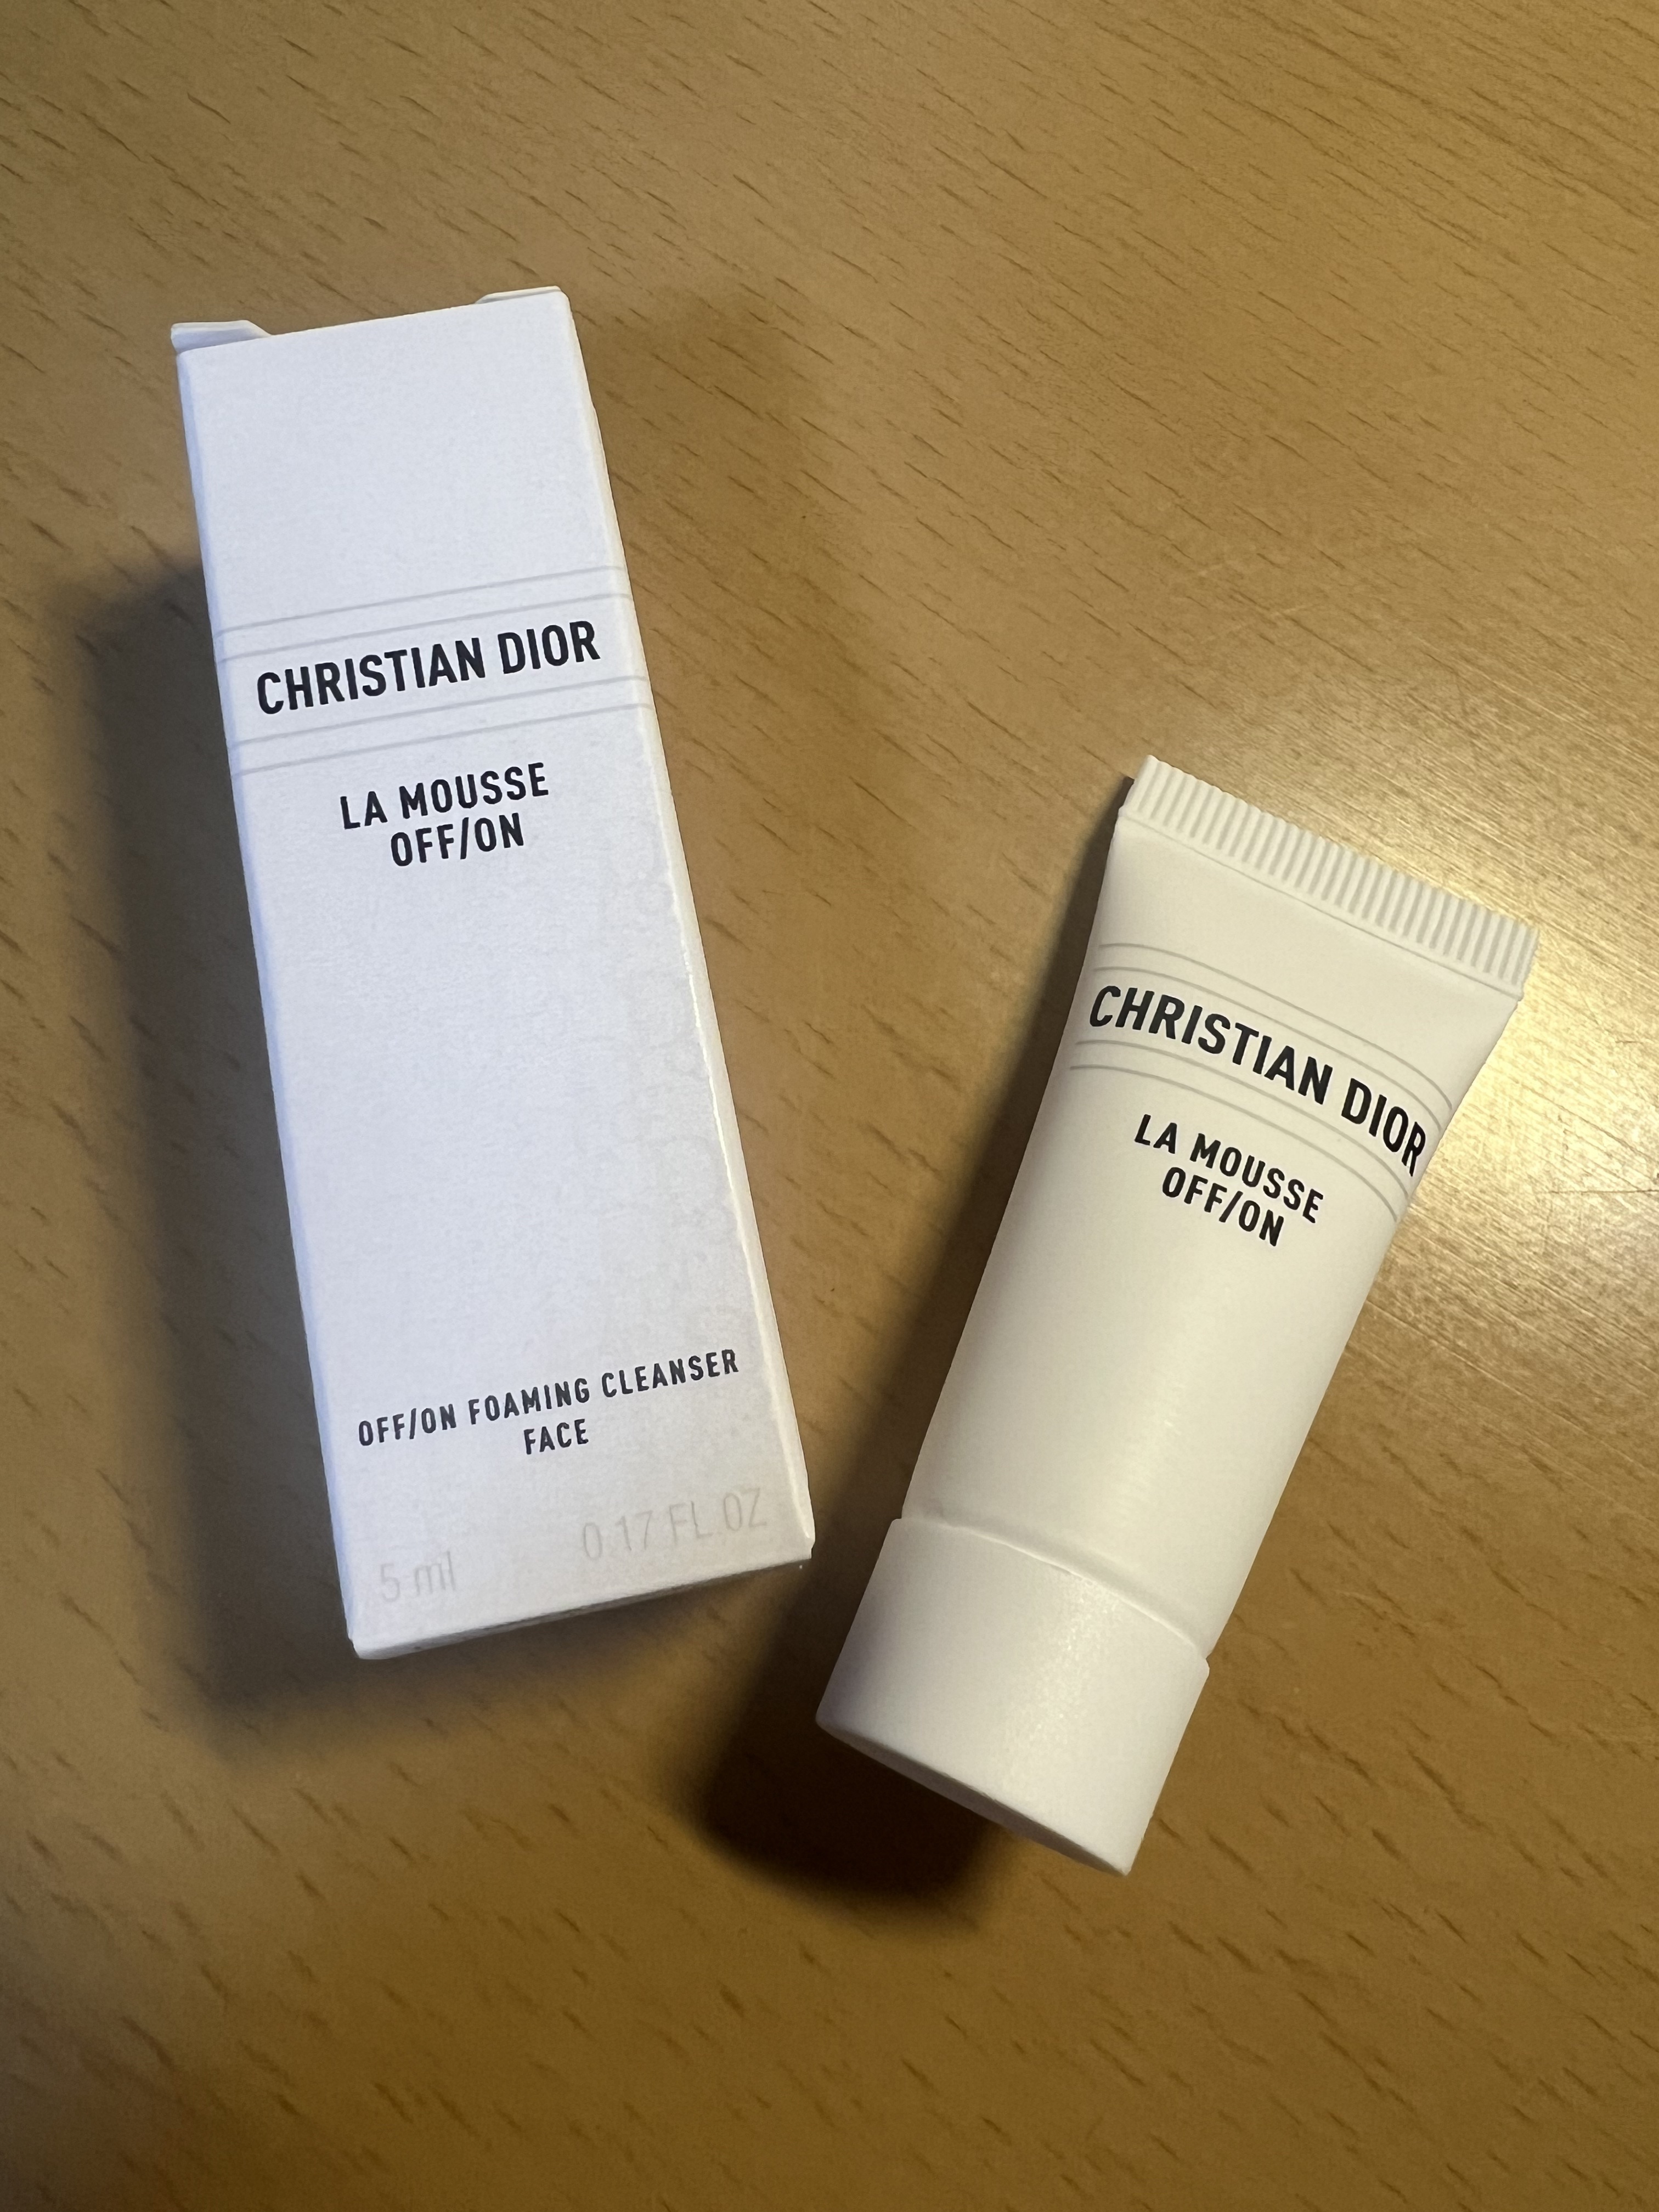 CHRISTIAN DIOR
LA MOUSSE
OFF/ON
OFF/ON FOAMING CLEANSER
FACE
5 ml 0.17 FL.OZ
CHRISTIAN DIOR
LA MOUSSE
OFF/ON